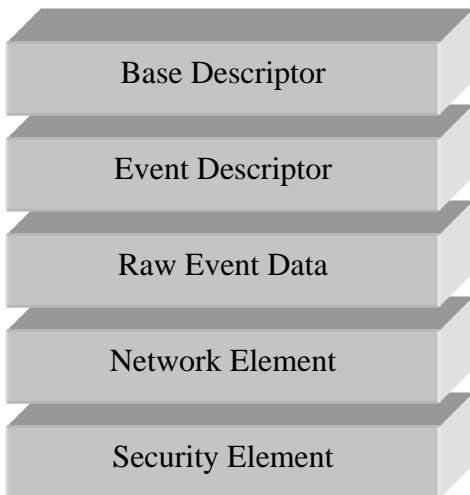 Base Descriptor
Event Descriptor
Raw Event Data
Network Element
Security Element